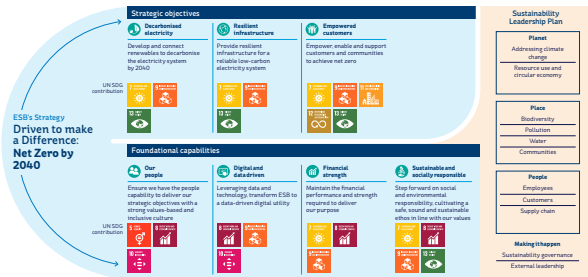 Strategic objectives
Decarbonised
electricity
Develop and connect
renewables to decarbonise
the electricity system
by 2040
Resilient
infrastructure
Provide resilient
infrastructure for a
reliable low-carbon
electricity system
Empowered
customers
Empower, enable and support
customers and communities
to achieve net zero
UN SDG
contribution
ESB's Strategy
Driven to make
a Difference:
Net Zero by
2040
Foundational capabilities
Our
people
Ensure we have the people
capability to deliver our
strategic objectives with a
strong values-based and
inclusive culture
Digital and
data driven
Leveraging data and
technology, transform ESB to
a data-driven digital utility
Financial
strength
Maintain the financial
performance and strength
required to deliver
our purpose
Sustainable and
socially responsible
Step forward on social and
environmental responsibility, cultivating a
safe, sound and sustainable
ethos in line with our values
UN SDG
contribution
Sustainability
Leadership Plan
Planet
Addressing climate
change
Resource use and
circular economy
Place
Biodiversity
Pollution
Water
Communities
People
Employees
Customers
Supply chain
Making it happen
Sustainability governance
External leadership